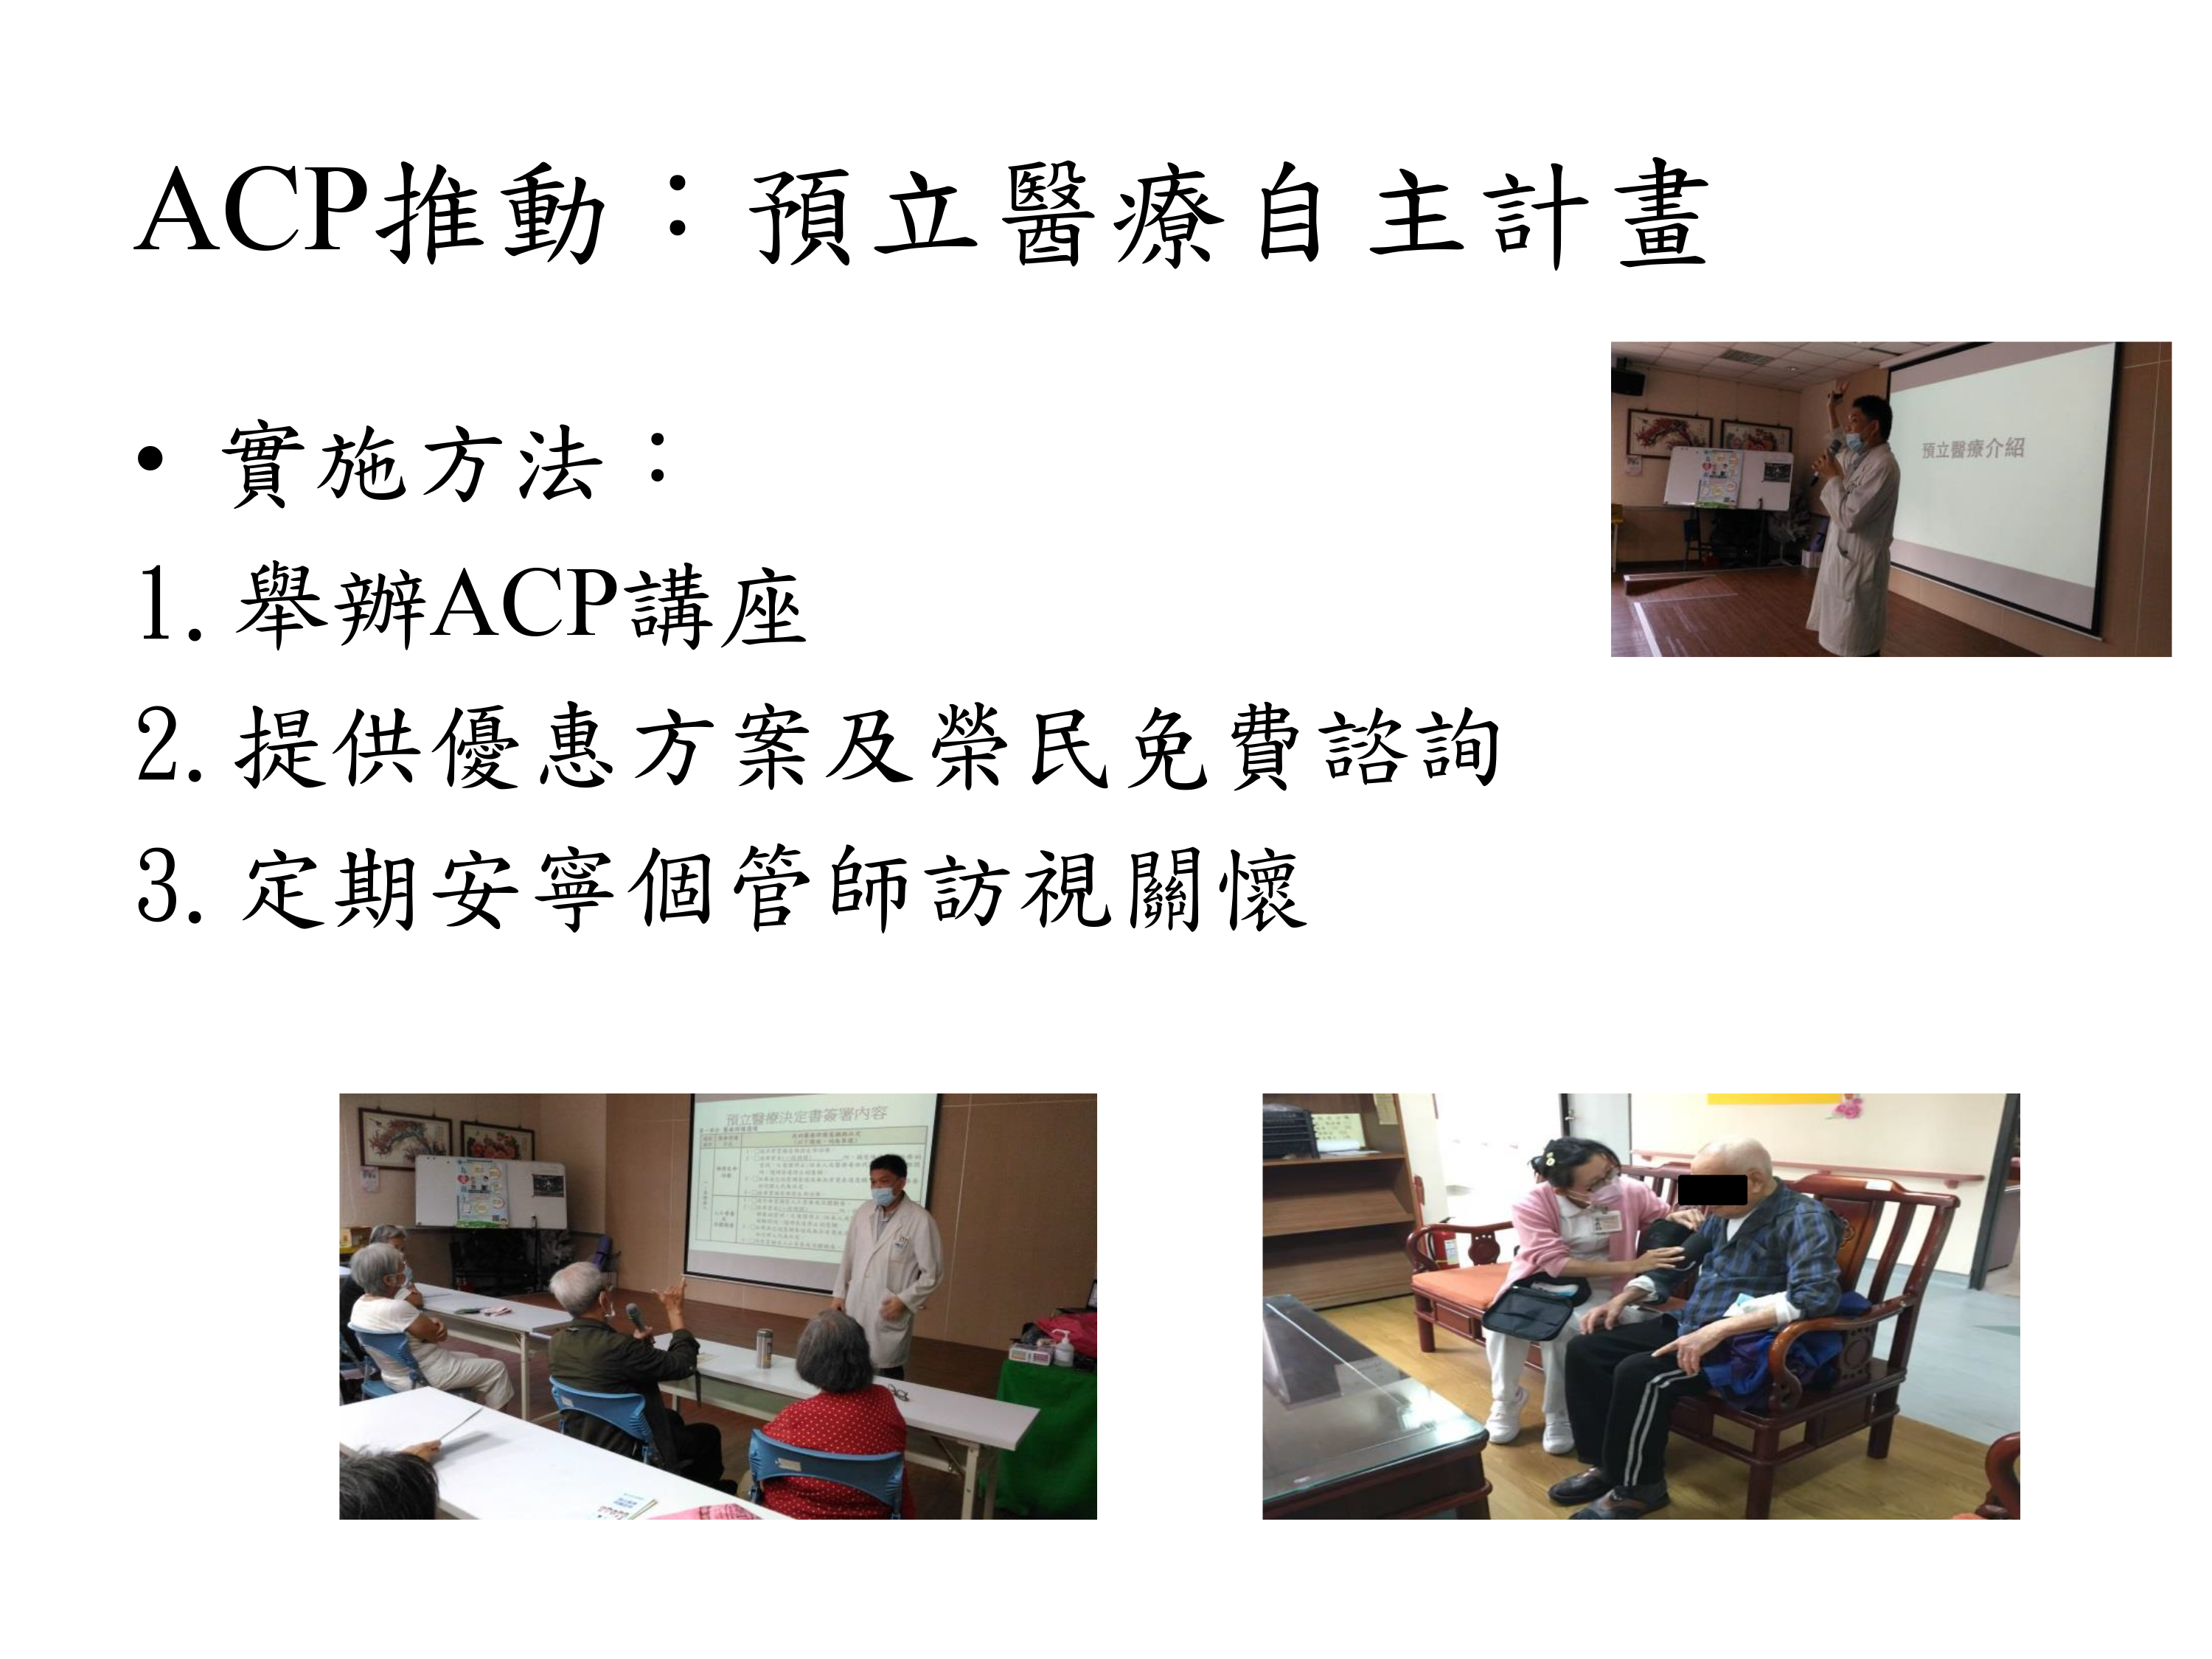 ACP推動：預立醫療自主計畫
• 實施方法：
1. 舉辦ACP講座
2. 提供優惠方案及榮民免費諮詢
3. 定期安寧個管師訪視關懷
預立醫療介紹
預立醫療決定書簽署內容